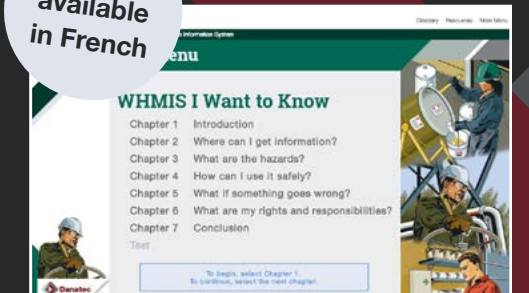 available
in French
Glossary Resources Main Menu
Information System
enu
WHMIS I Want to Know
Chapter 1 Introduction
Chapter 2 Where can I get information?
Chapter 3 What are the hazards?
Chapter 4 How can I use it safely?
Chapter 5 What if something goes wrong?
Chapter 6 What are my rights and responsibilities?
Chapter 7 Conclusion
Test
To begin, select Chapter 1.
To continue, select the next chapter.
Danatec